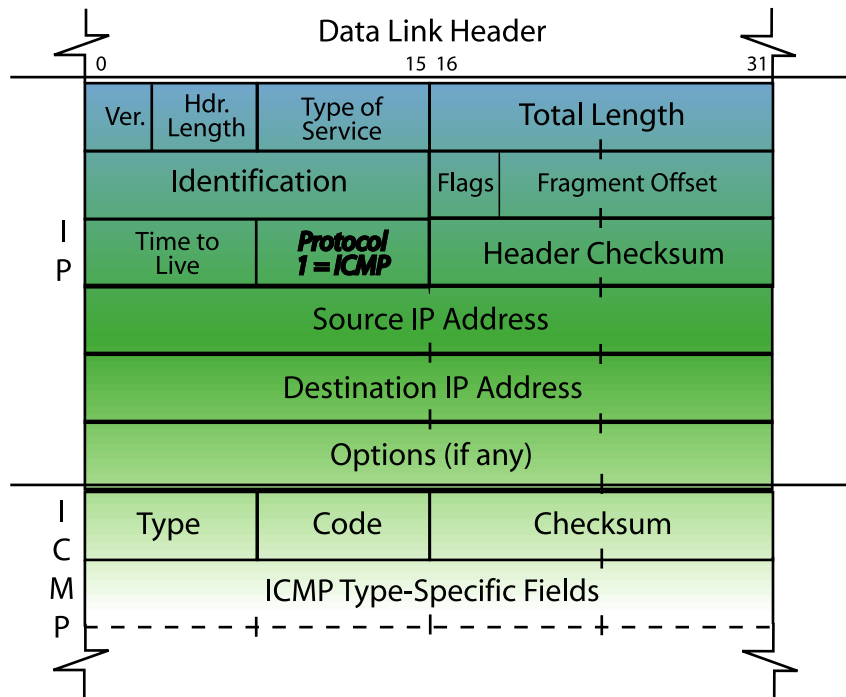 Data Link Header
0 15 16 31
Ver. Hdr. Length Type of Service Total Length
Identification Flags Fragment Offset
I P
Time to Live Protocol 1 = ICMP Header Checksum
Source IP Address
Destination IP Address
Options (if any)
I C M P
Type Code Checksum
ICMP Type-Specific Fields